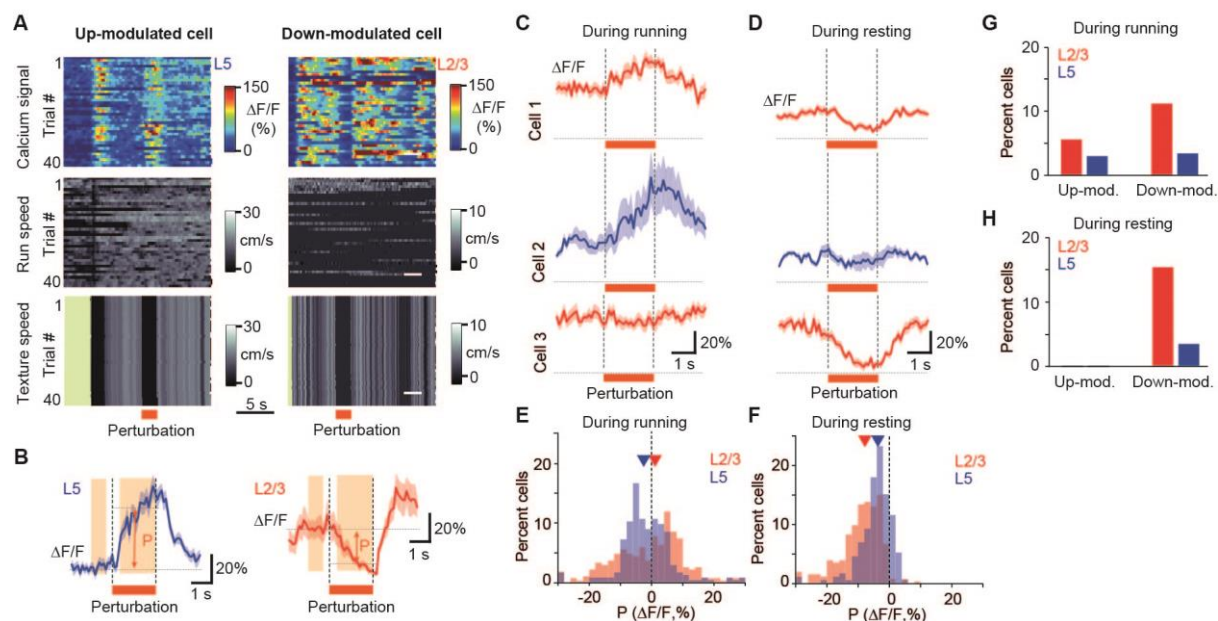 A
Up-modulated cell
Down-modulated cell
L5
L2/3
Calcium signal
Trial #
1
40
150
ΔF/F
(%)
0
150
ΔF/F
(%)
0
Run speed
Trial #
1
40
30
cm/s
0
10
cm/s
0
Texture speed
Trial #
1
40
30
cm/s
0
10
cm/s
0
5 s
Perturbation
Perturbation
B
L5
ΔF/F
P
20%
1 s
Perturbation
L2/3
ΔF/F
P
20%
1 s
Perturbation
C
During running
ΔF/F
Cell 1
Cell 2
Cell 3
20%
1 s
Perturbation
D
During resting
ΔF/F
20%
1 s
Perturbation
E
During running
L2/3
L5
Percent cells
20
10
0
-20
0
20
P (ΔF/F,%)
F
During resting
L2/3
L5
Percent cells
20
10
0
-20
0
20
P (ΔF/F,%)
G
During running
L2/3
L5
Percent cells
20
10
0
Up-mod.
Down-mod.
H
During resting
L2/3
L5
Percent cells
20
10
0
Up-mod.
Down-mod.